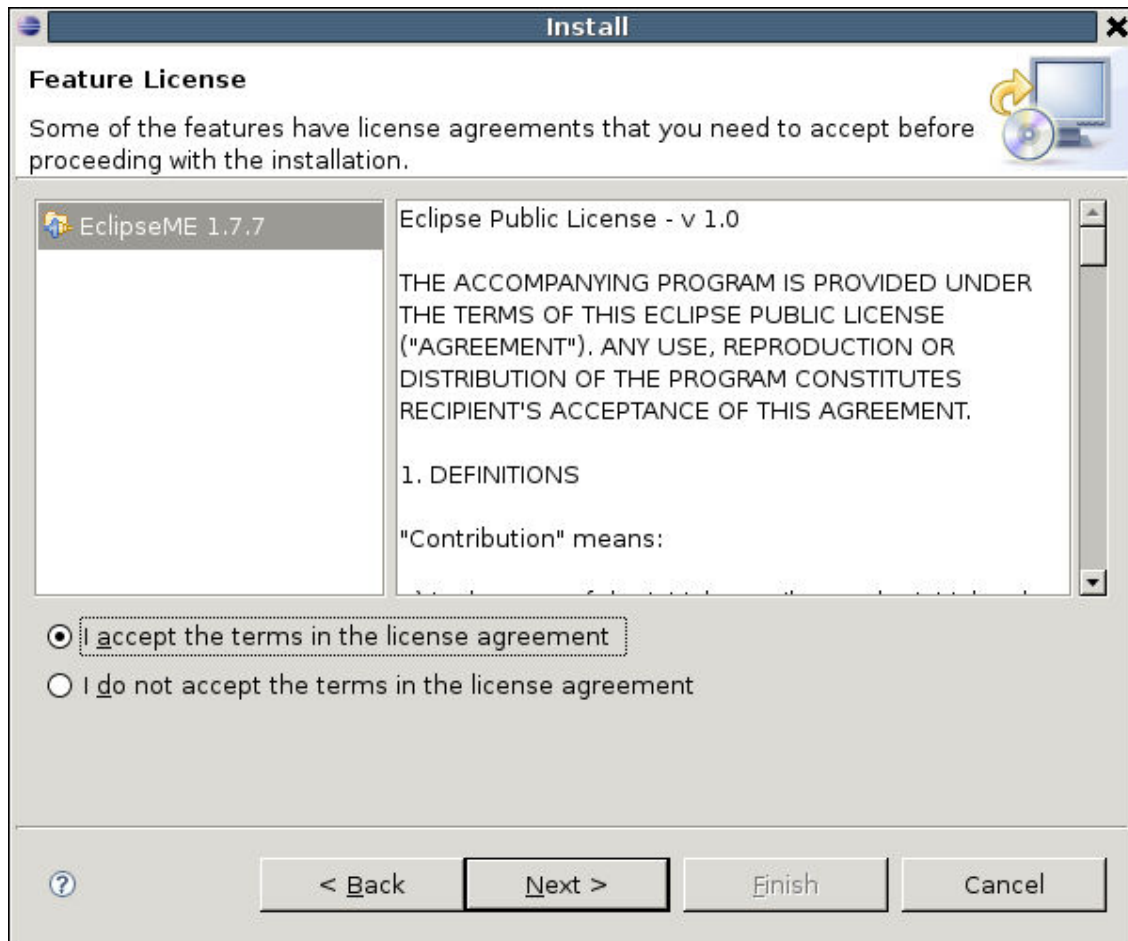 Install
Feature License
Some of the features have license agreements that you need to accept before
proceeding with the installation.
EclipseME 1.7.7
Eclipse Public License - v 1.0
THE ACCOMPANYING PROGRAM IS PROVIDED UNDER
THE TERMS OF THIS ECLIPSE PUBLIC LICENSE
("AGREEMENT"). ANY USE, REPRODUCTION OR
DISTRIBUTION OF THE PROGRAM CONSTITUTES
RECIPIENT'S ACCEPTANCE OF THIS AGREEMENT.
1. DEFINITIONS
"Contribution" means:
I accept the terms in the license agreement
I do not accept the terms in the license agreement
?
< Back
Next >
Finish
Cancel